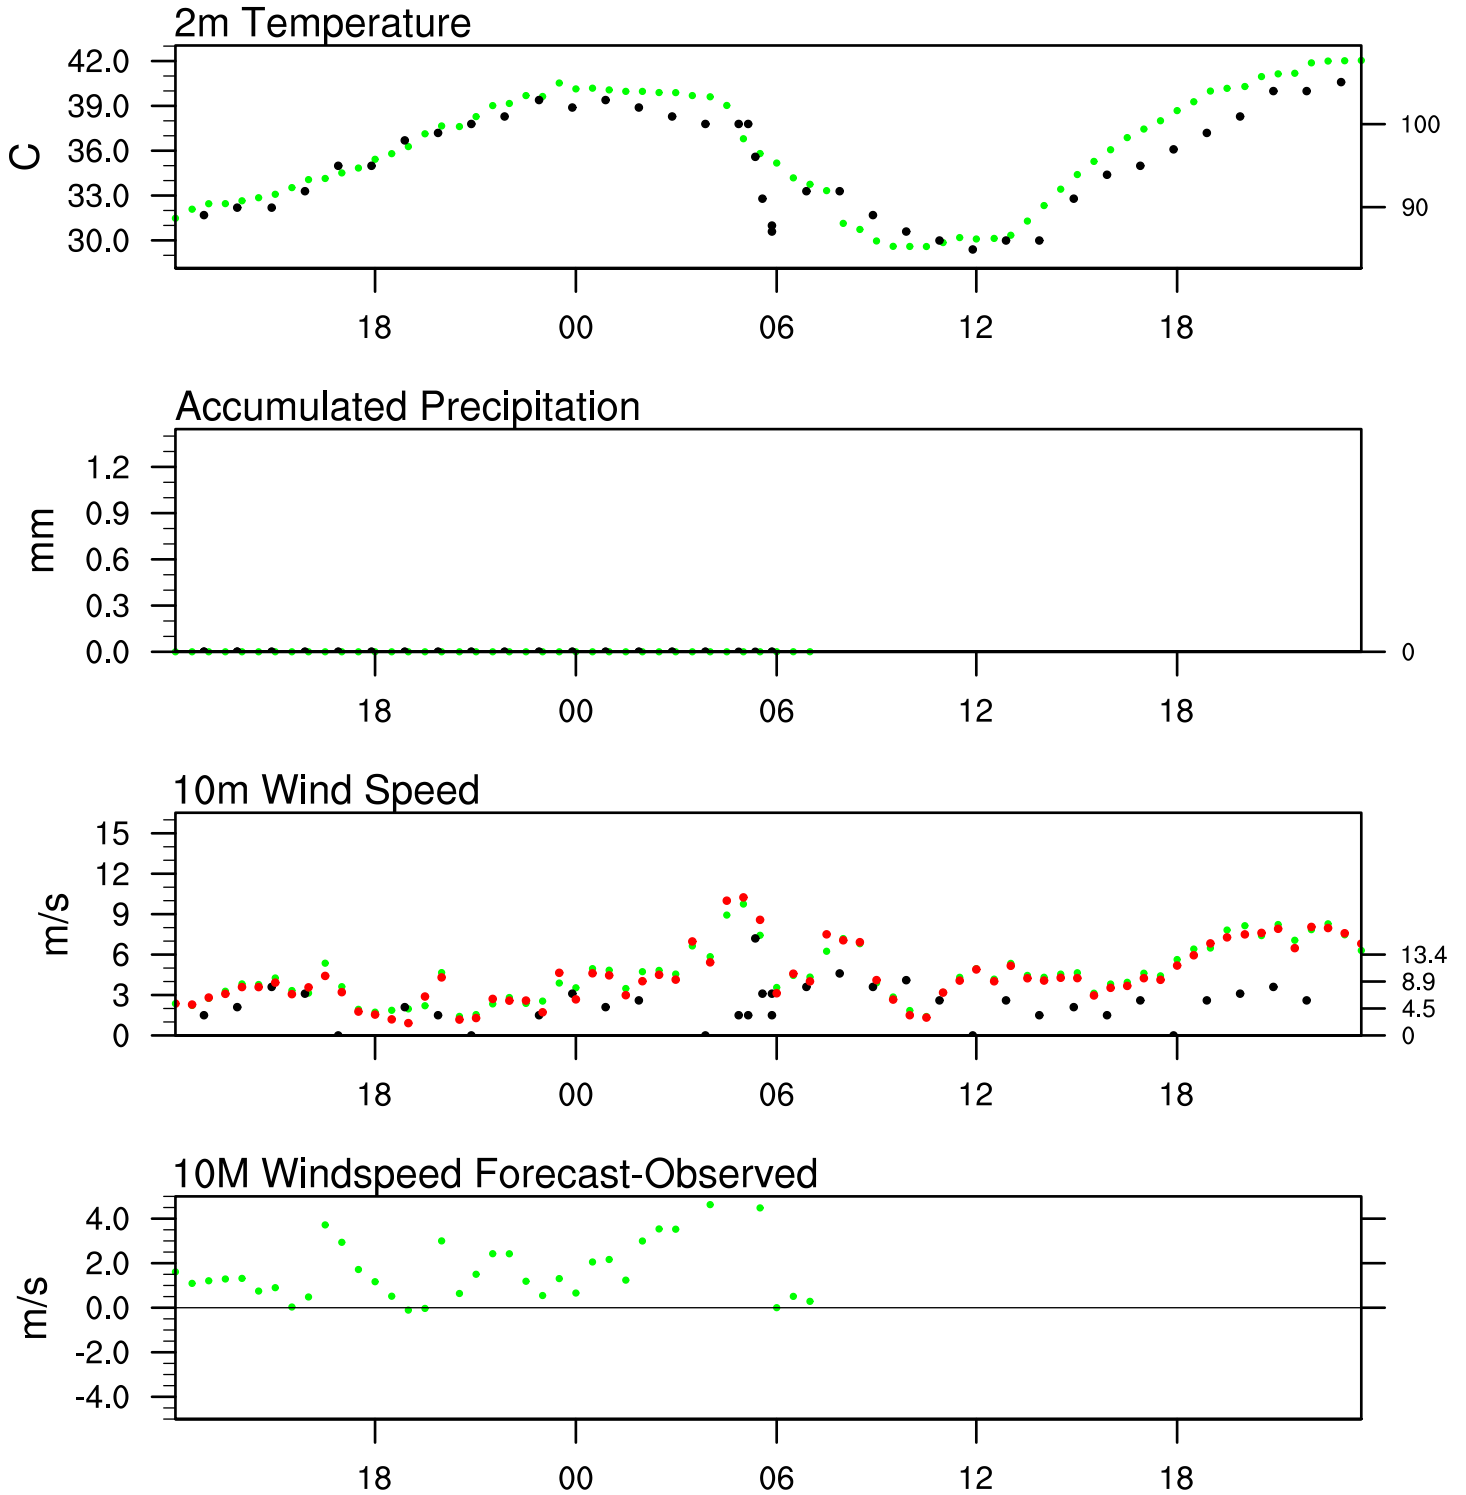 2m Temperature
42.0
39.0
36.0
33.0
30.0
C
100
90
18 00 06 12 18
Accumulated Precipitation
1.2
0.9
0.6
0.3
0.0
mm
0
18 00 06 12 18
10m Wind Speed
15
12
9
6
3
0
m/s
13.4
8.9
4.5
0
18 00 06 12 18
10M Windspeed Forecast-Observed
4.0
2.0
0.0
-2.0
-4.0
m/s
18 00 06 12 18